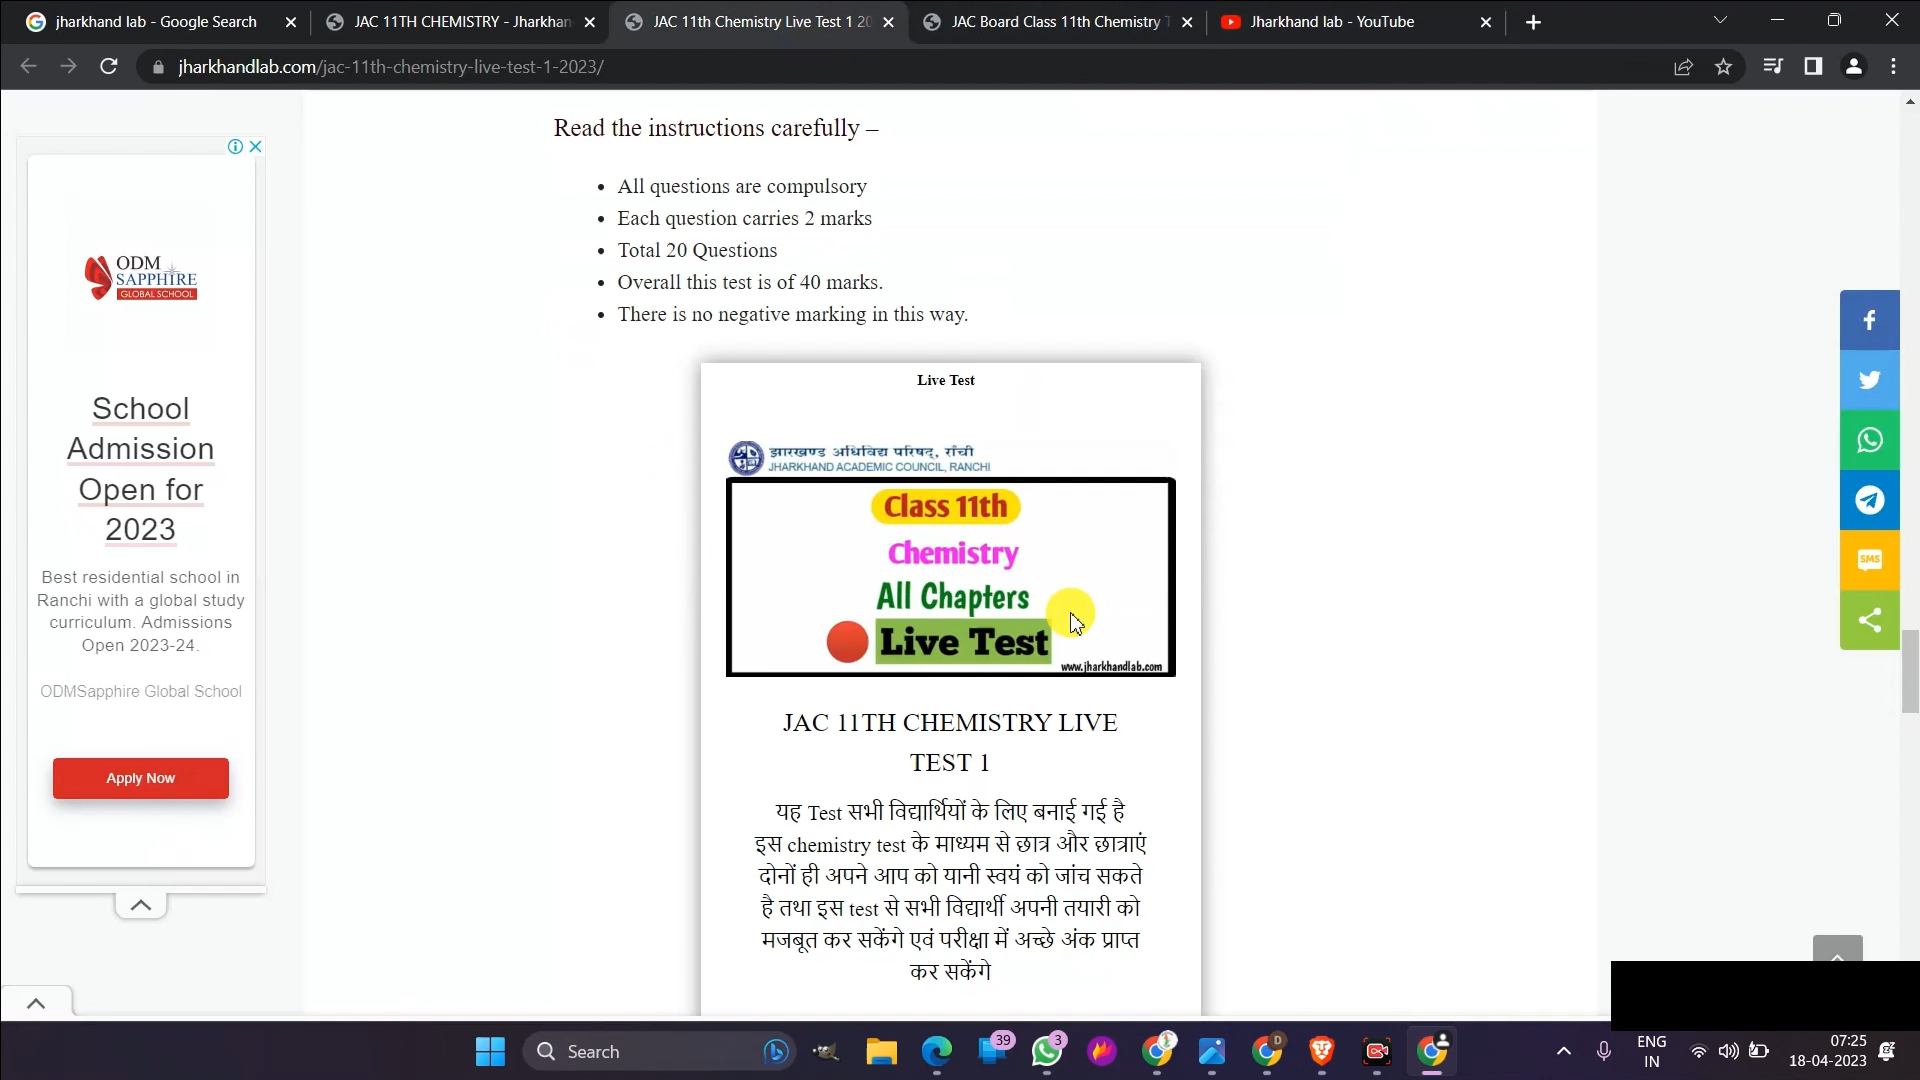 jharkhand lab - Google Search
JAC 11TH CHEMISTRY - Jharkhan
JAC 11th Chemistry Live Test 1 20
JAC Board Class 11th Chemistry T
Jharkhand lab - YouTube
jharkhandlab.com/jac-11th-chemistry-live-test-1-2023/
Read the instructions carefully –
• All questions are compulsory
• Each question carries 2 marks
• Total 20 Questions
• Overall this test is of 40 marks.
• There is no negative marking in this way.
ODM
SAPPHIRE
GLOBAL SCHOOL
School
Admission
Open for
2023
Best residential school in
Ranchi with a global study
curriculum. Admissions
Open 2023-24.
ODMSapphire Global School
Apply Now
Live Test
झारखण्ड अधिविद्य परिषद्, राँची
JHARKHAND ACADEMIC COUNCIL, RANCHI
Class 11th
Chemistry
All Chapters
Live Test
www.jharkhandlab.com
JAC 11TH CHEMISTRY LIVE
TEST 1
यह Test सभी विद्यार्थियों के लिए बनाई गई है
इस chemistry test के माध्यम से छात्र और छात्राएं
दोनों ही अपने आप को यानी स्वयं को जांच सकते
है तथा इस test से सभी विद्यार्थी अपनी तयारी को
मजबूत कर सकेंगे एवं परीक्षा में अच्छे अंक प्राप्त
कर सकेंगे
SMS
Search
39
3
D
ENG
IN
07:25
18-04-2023